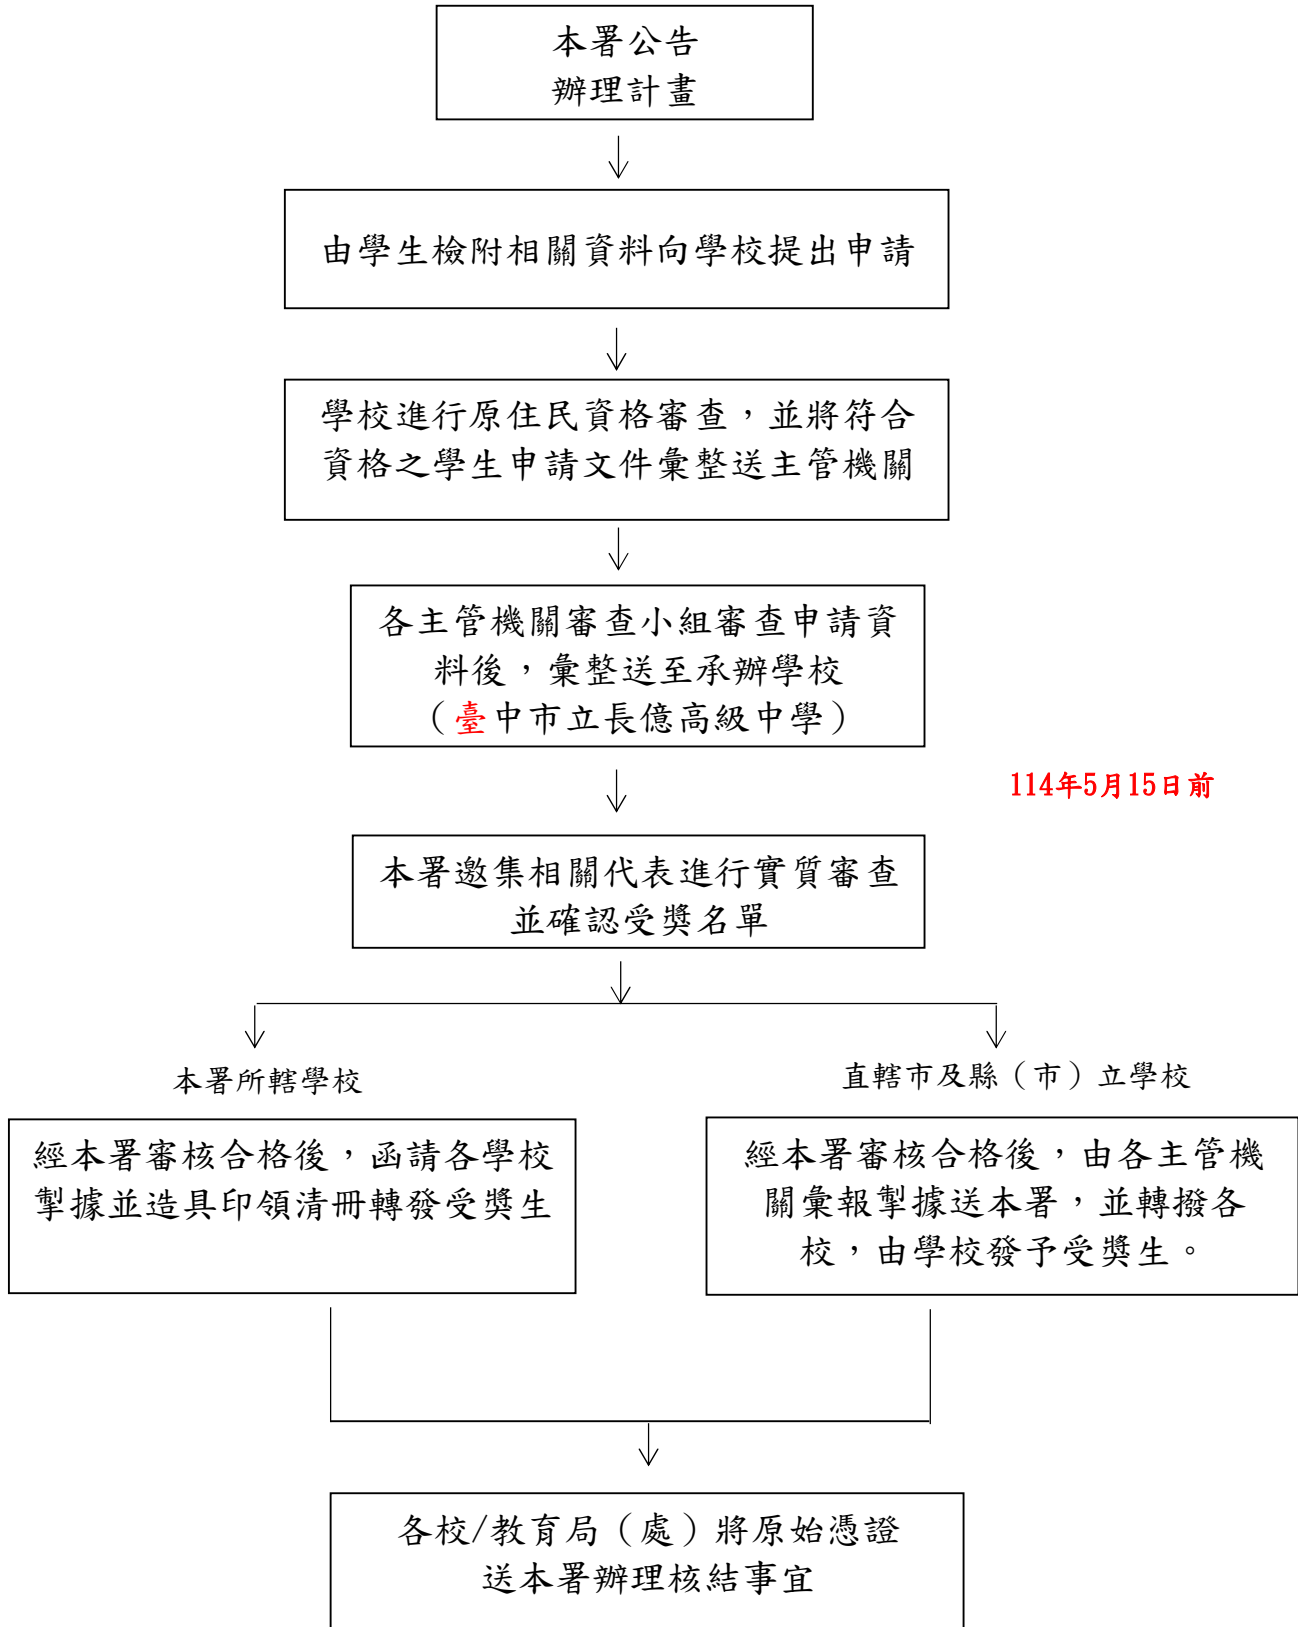 本署公告
辦理計畫
由學生檢附相關資料向學校提出申請
學校進行原住民資格審查，並將符合
資格之學生申請文件彙整送主管機關
各主管機關審查小組審查申請資
料後，彙整送至承辦學校
（臺中市立長億高級中學）
114年5月15日前
本署邀集相關代表進行實質審查
並確認受獎名單
本署所轄學校
直轄市及縣（市）立學校
經本署審核合格後，函請各學校
掣據並造具印領清冊轉發受獎生
經本署審核合格後，由各主管機
關彙報掣據送本署，並轉撥各
校，由學校發予受獎生。
各校/教育局（處）將原始憑證
送本署辦理核結事宜